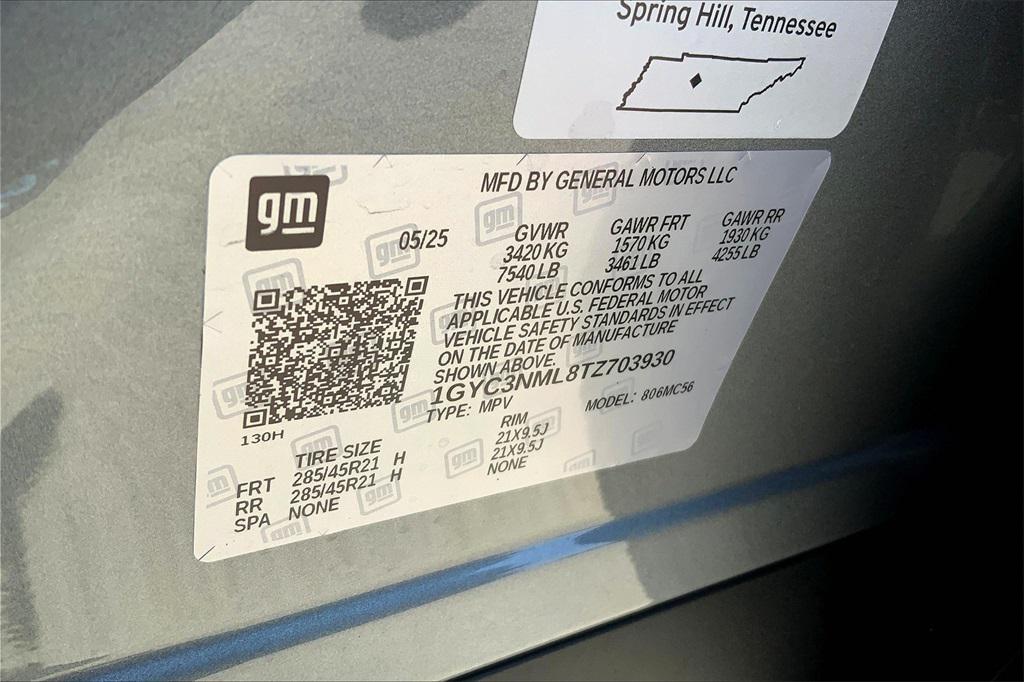 Spring Hill, Tennessee
gm
MFD BY GENERAL MOTORS LLC
05/25
GVWR GAWR FRT GAWR RR
3420 KG 1570 KG 1930 KG
7540 LB 3461 LB 4255 LB
THIS VEHICLE CONFORMS TO ALL
APPLICABLE U.S. FEDERAL MOTOR
VEHICLE SAFETY STANDARDS IN EFFECT
ON THE DATE OF MANUFACTURE
SHOWN ABOVE.
1GYC3NML8TZ703930
TYPE: MPV MODEL: 806MC56
130H
TIRE SIZE RIM
FRT 285/45R21 H 21X9.5J
RR 285/45R21 H 21X9.5J
SPA NONE NONE